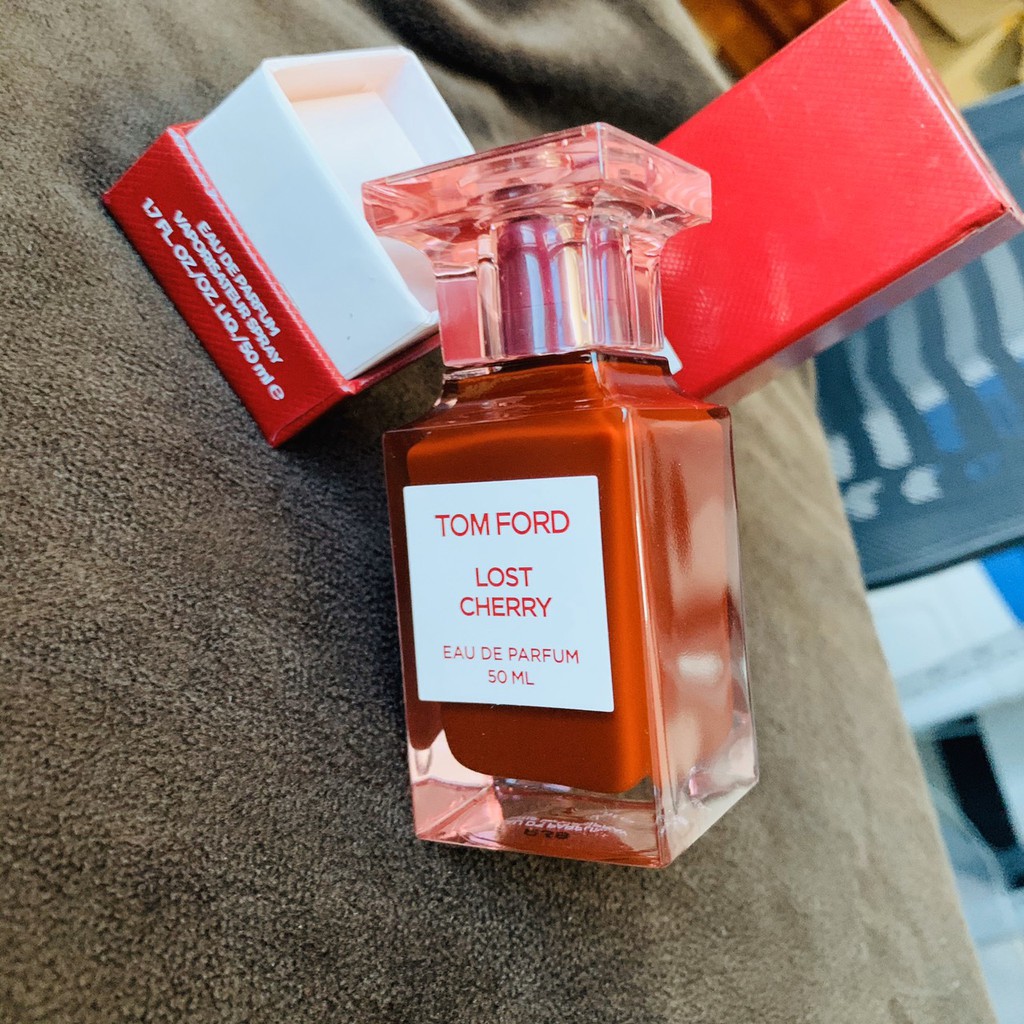 EAU DE PARFUM
VAPORISATEUR SPRAY
1.7 FL.OZ./OZ.LIQ./50 ml e
TOM FORD
LOST
CHERRY
EAU DE PARFUM
50 ML